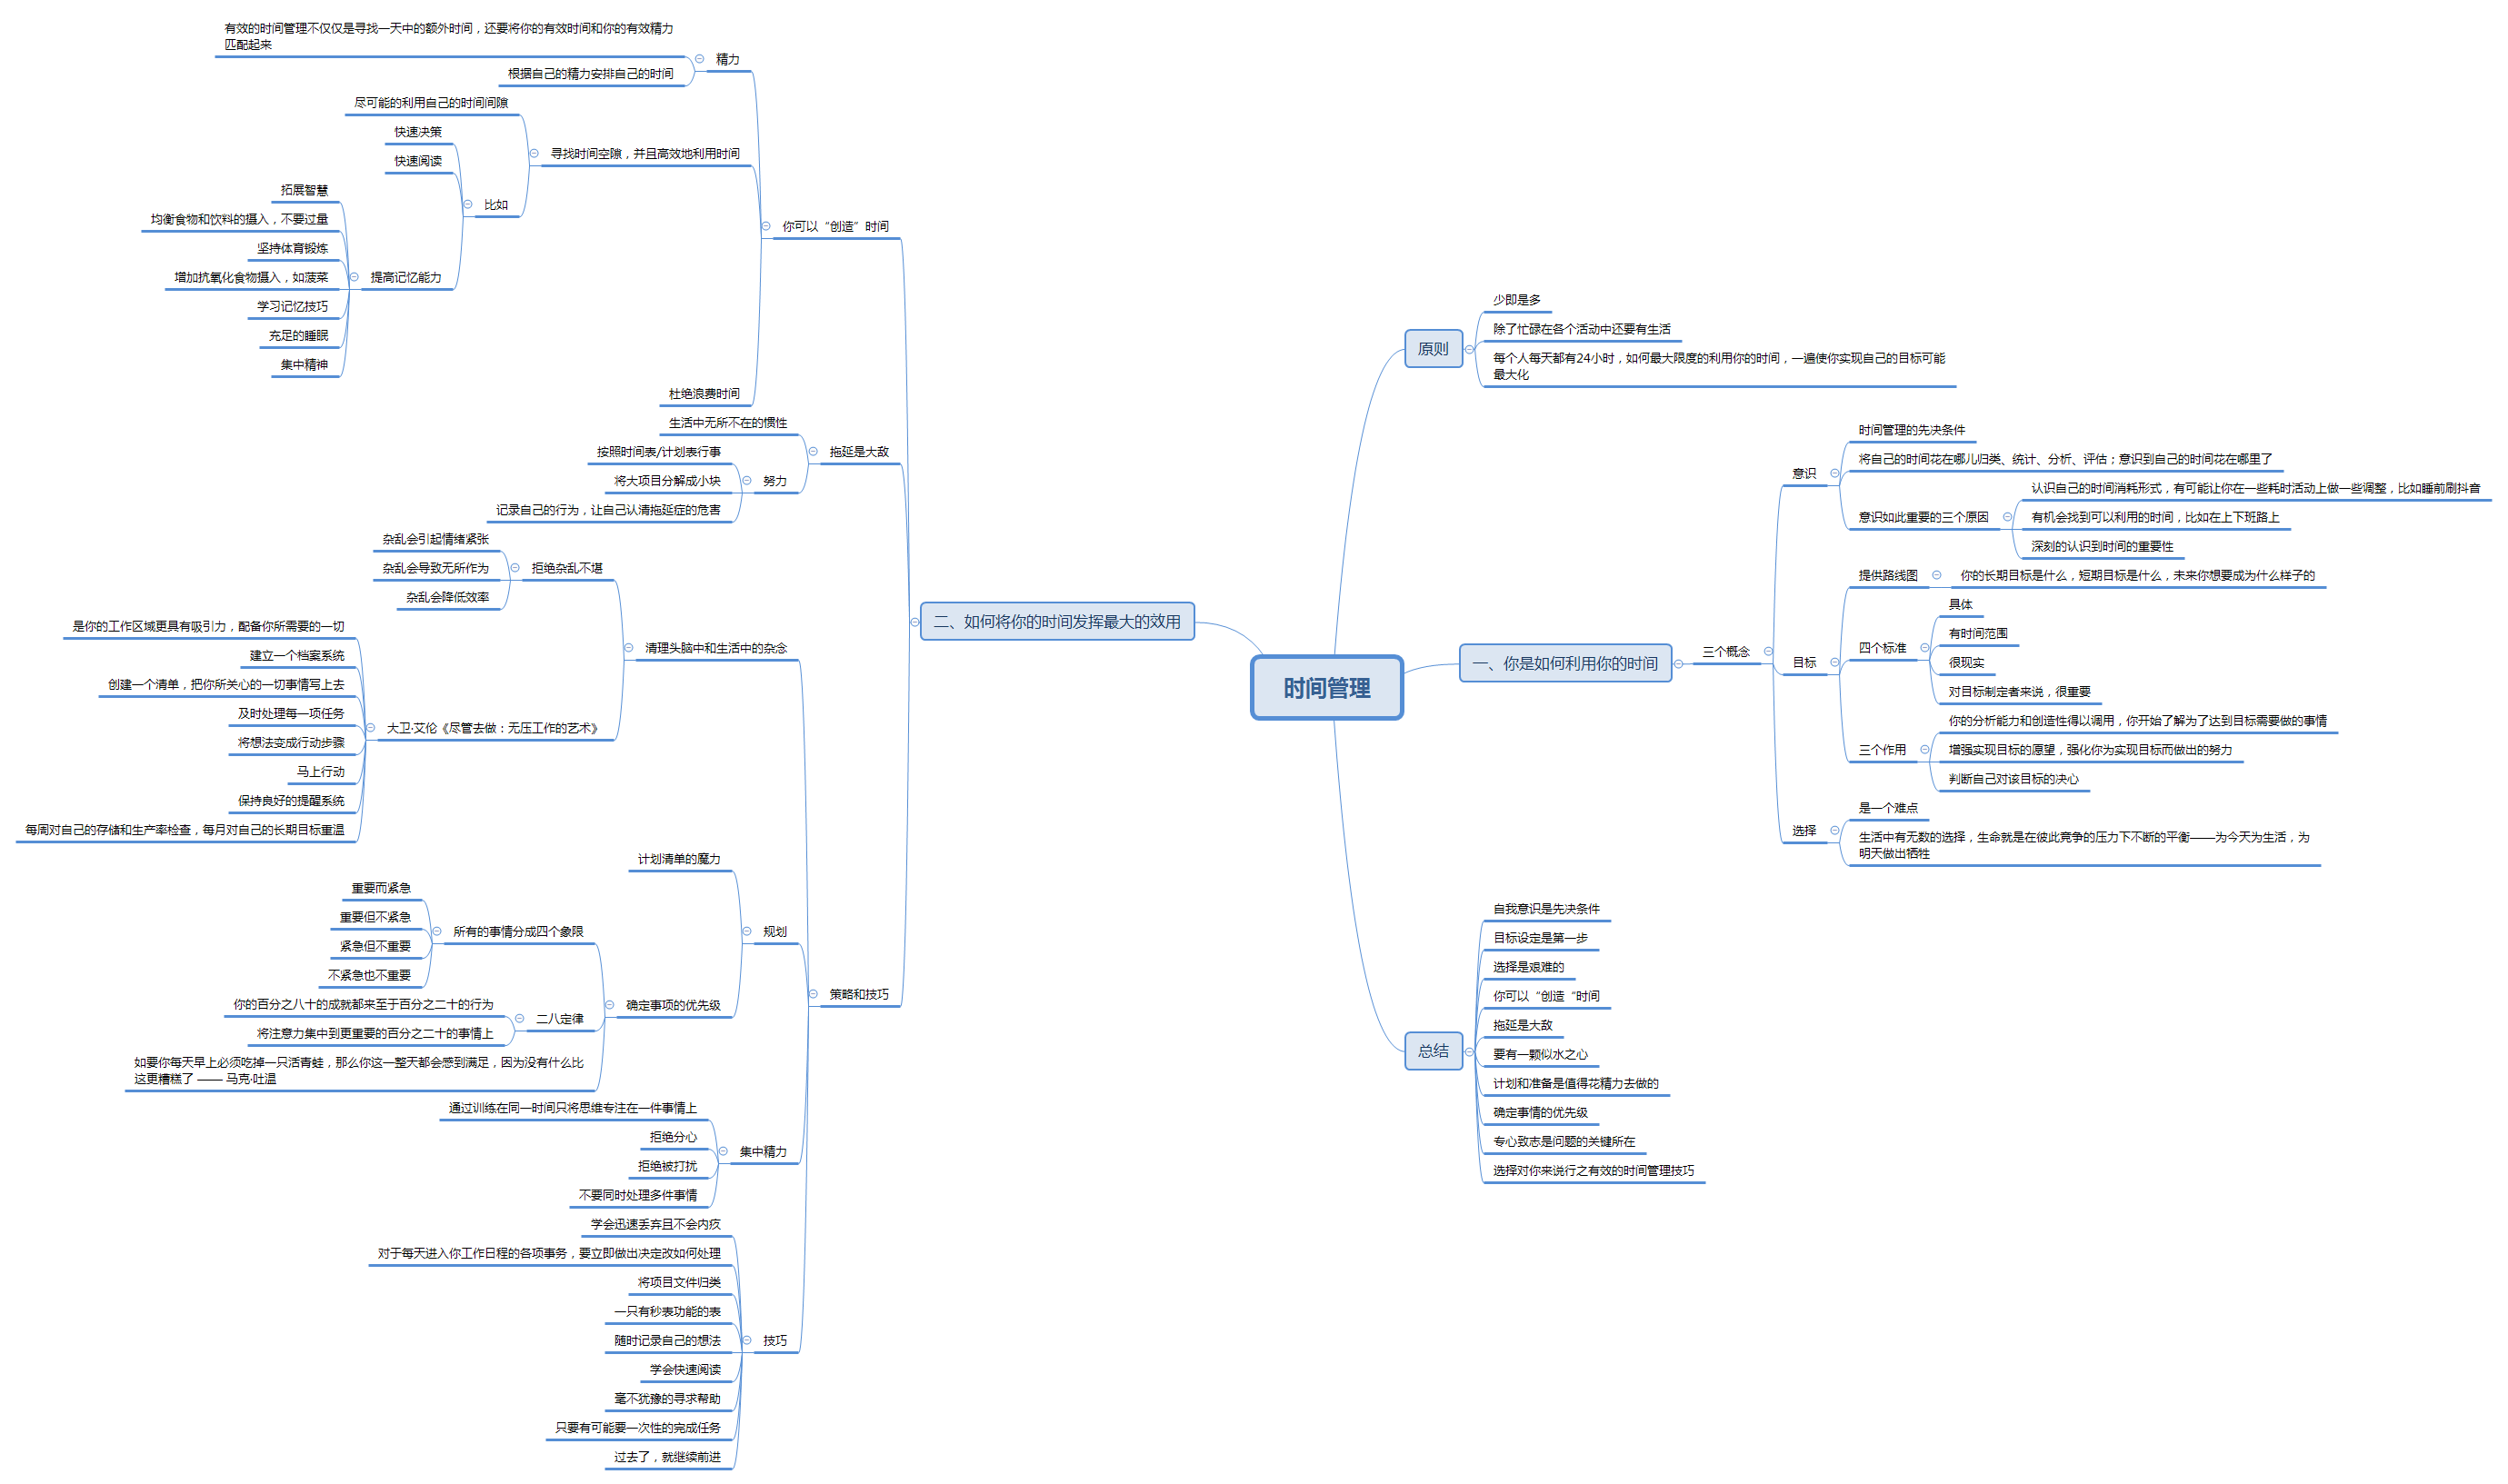 时间管理
原则
少即是多
除了忙碌在各个活动中还要有生活
每个人每天都有24小时，如何最大限度的利用你的时间，一遍使你实现自己的目标可能
最大化
一、你是如何利用你的时间
三个概念
意识
时间管理的先决条件
将自己的时间花在哪儿归类、统计、分析、评估；意识到自己的时间花在哪里了
意识如此重要的三个原因
认识自己的时间消耗形式，有可能让你在一些耗时活动上做一些调整，比如睡前刷抖音
有机会找到可以利用的时间，比如在上下班路上
深刻的认识到时间的重要性
目标
提供路线图
你的长期目标是什么，短期目标是什么，未来你想要成为什么样子的
四个标准
具体
有时间范围
很现实
对目标制定者来说，很重要
三个作用
你的分析能力和创造性得以调用，你开始了解为了达到目标需要做的事情
增强实现目标的愿望，强化你为实现目标而做出的努力
判断自己对该目标的决心
选择
是一个难点
生活中有无数的选择，生命就是在彼此竞争的压力下不断的平衡——为今天为生活，为
明天做出牺牲
总结
自我意识是先决条件
目标设定是第一步
选择是艰难的
你可以“创造“时间
拖延是大敌
要有一颗似水之心
计划和准备是值得花精力去做的
确定事情的优先级
专心致志是问题的关键所在
选择对你来说行之有效的时间管理技巧
二、如何将你的时间发挥最大的效用
你可以“创造”时间
精力
有效的时间管理不仅仅是寻找一天中的额外时间，还要将你的有效时间和你的有效精力
匹配起来
根据自己的精力安排自己的时间
寻找时间空隙，并且高效地利用时间
尽可能的利用自己的时间间隙
比如
快速决策
快速阅读
提高记忆能力
拓展智慧
均衡食物和饮料的摄入，不要过量
坚持体育锻炼
增加抗氧化食物摄入，如菠菜
学习记忆技巧
充足的睡眠
集中精神
杜绝浪费时间
拖延是大敌
生活中无所不在的惯性
努力
按照时间表/计划表行事
将大项目分解成小块
记录自己的行为，让自己认清拖延症的危害
策略和技巧
清理头脑中和生活中的杂念
拒绝杂乱不堪
杂乱会引起情绪紧张
杂乱会导致无所作为
杂乱会降低效率
大卫·艾伦《尽管去做：无压工作的艺术》
是你的工作区域更具有吸引力，配备你所需要的一切
建立一个档案系统
创建一个清单，把你所关心的一切事情写上去
及时处理每一项任务
将想法变成行动步骤
马上行动
保持良好的提醒系统
每周对自己的存储和生产率检查，每月对自己的长期目标重温
规划
计划清单的魔力
确定事项的优先级
所有的事情分成四个象限
重要而紧急
重要但不紧急
紧急但不重要
不紧急也不重要
二八定律
你的百分之八十的成就都来至于百分之二十的行为
将注意力集中到更重要的百分之二十的事情上
如要你每天早上必须吃掉一只活青蛙，那么你这一整天都会感到满足，因为没有什么比
这更糟糕了 —— 马克·吐温
集中精力
通过训练在同一时间只将思维专注在一件事情上
拒绝分心
拒绝被打扰
不要同时处理多件事情
技巧
学会迅速丢弃且不会内疚
对于每天进入你工作日程的各项事务，要立即做出决定改如何处理
将项目文件归类
一只有秒表功能的表
随时记录自己的想法
学会快速阅读
毫不犹豫的寻求帮助
只要有可能要一次性的完成任务
过去了，就继续前进